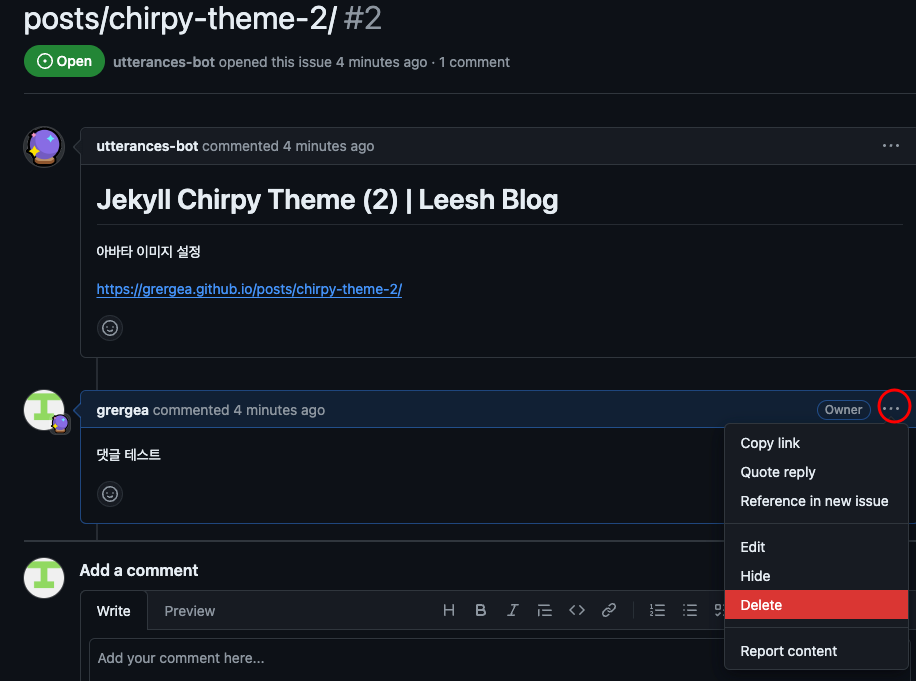 posts/chirpy-theme-2/ #2
Open utterances-bot opened this issue 4 minutes ago · 1 comment
utterances-bot commented 4 minutes ago
Jekyll Chirpy Theme (2) | Leesh Blog
아바타 이미지 설정
https://grergea.github.io/posts/chirpy-theme-2/
grergea commented 4 minutes ago Owner
댓글 테스트
Copy link
Quote reply
Reference in new issue
Edit
Hide
Delete
Report content
Add a comment
Write Preview
Add your comment here...